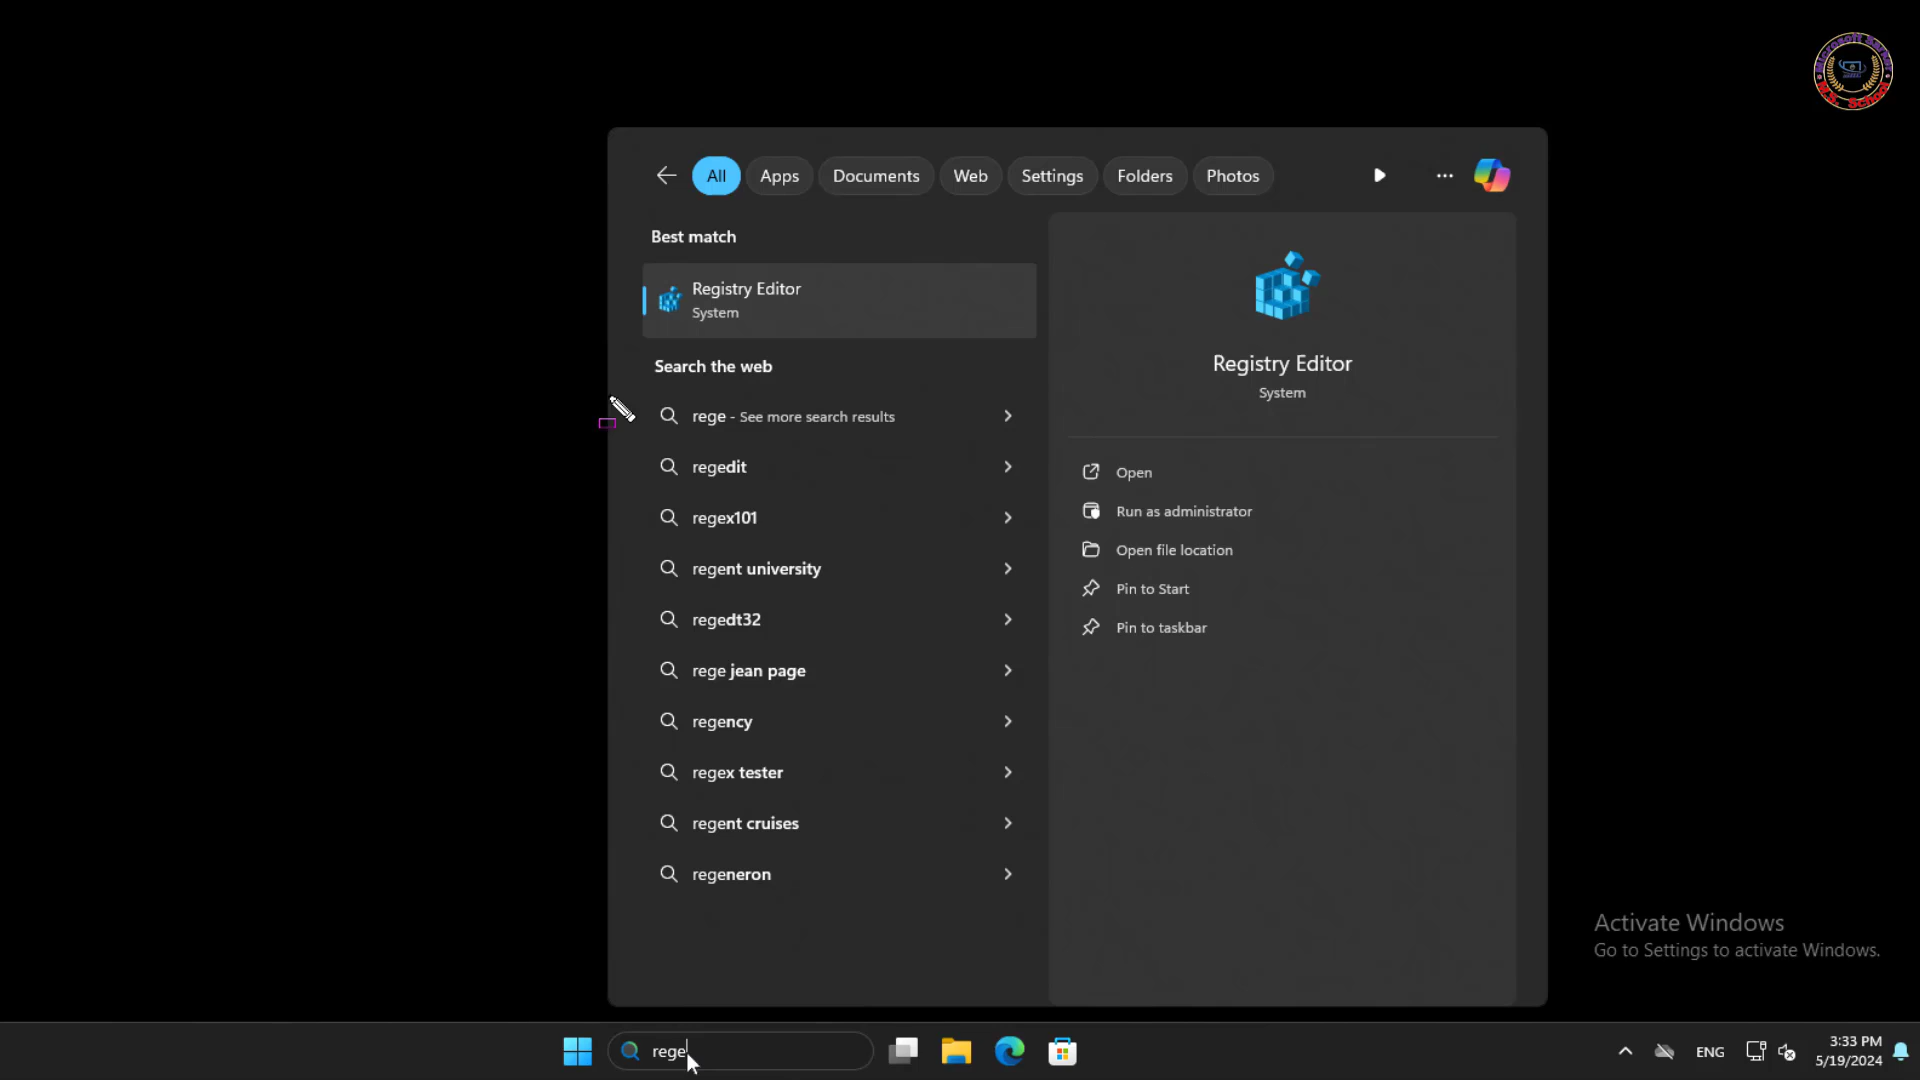 Microsoft Sarkar
M.S. School
All
Apps
Documents
Web
Settings
Folders
Photos
Best match
Registry Editor
System
Search the web
rege - See more search results
regedit
regex101
regent university
regedt32
rege jean page
regency
regex tester
regent cruises
regeneron
Registry Editor
System
Open
Run as administrator
Open file location
Pin to Start
Pin to taskbar
Activate Windows
Go to Settings to activate Windows.
rege
ENG
3:33 PM
5/19/2024